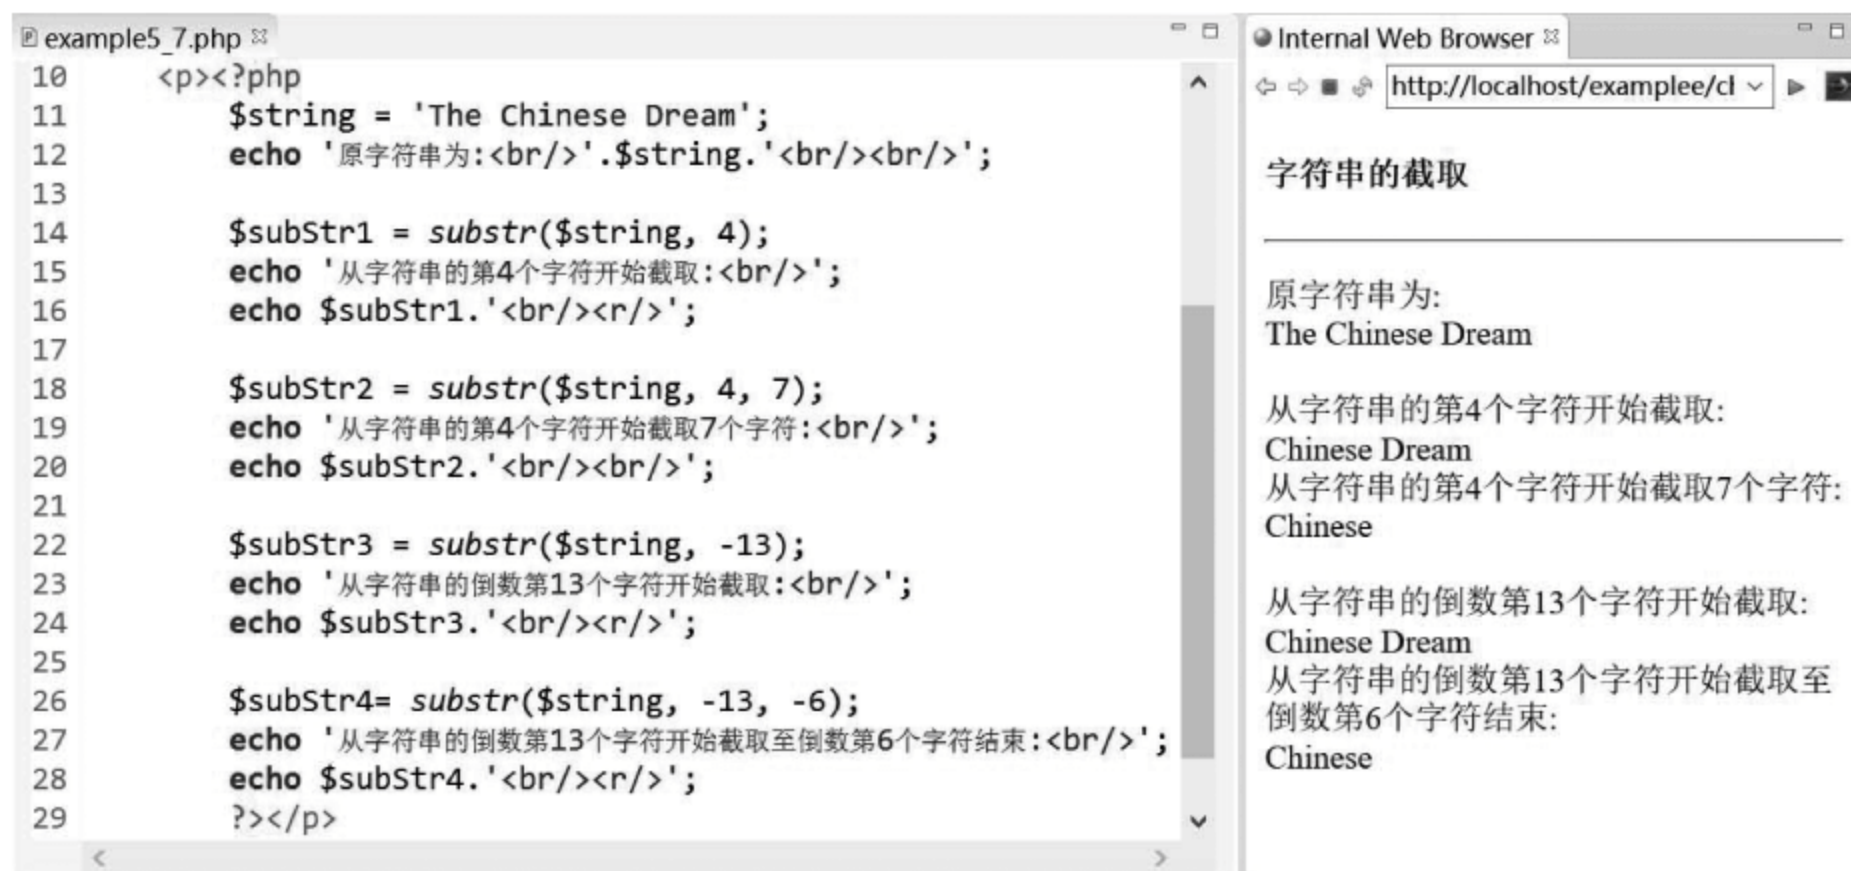 example5_7.php
10 <p><?php
11 $string = 'The Chinese Dream';
12 echo '原字符串为:<br/>'.$string.'<br/><br/>';
13
14 $subStr1 = substr($string, 4);
15 echo '从字符串的第4个字符开始截取:<br/>';
16 echo $subStr1.'<br/><r/>';
17
18 $subStr2 = substr($string, 4, 7);
19 echo '从字符串的第4个字符开始截取7个字符:<br/>';
20 echo $subStr2.'<br/><br/>';
21
22 $subStr3 = substr($string, -13);
23 echo '从字符串的倒数第13个字符开始截取:<br/>';
24 echo $subStr3.'<br/><r/>';
25
26 $subStr4= substr($string, -13, -6);
27 echo '从字符串的倒数第13个字符开始截取至倒数第6个字符结束:<br/>';
28 echo $subStr4.'<br/><r/>';
29 ?></p>
Internal Web Browser
http://localhost/examplee/cl
字符串的截取
原字符串为:
The Chinese Dream
从字符串的第4个字符开始截取:
Chinese Dream
从字符串的第4个字符开始截取7个字符:
Chinese
从字符串的倒数第13个字符开始截取:
Chinese Dream
从字符串的倒数第13个字符开始截取至
倒数第6个字符结束:
Chinese